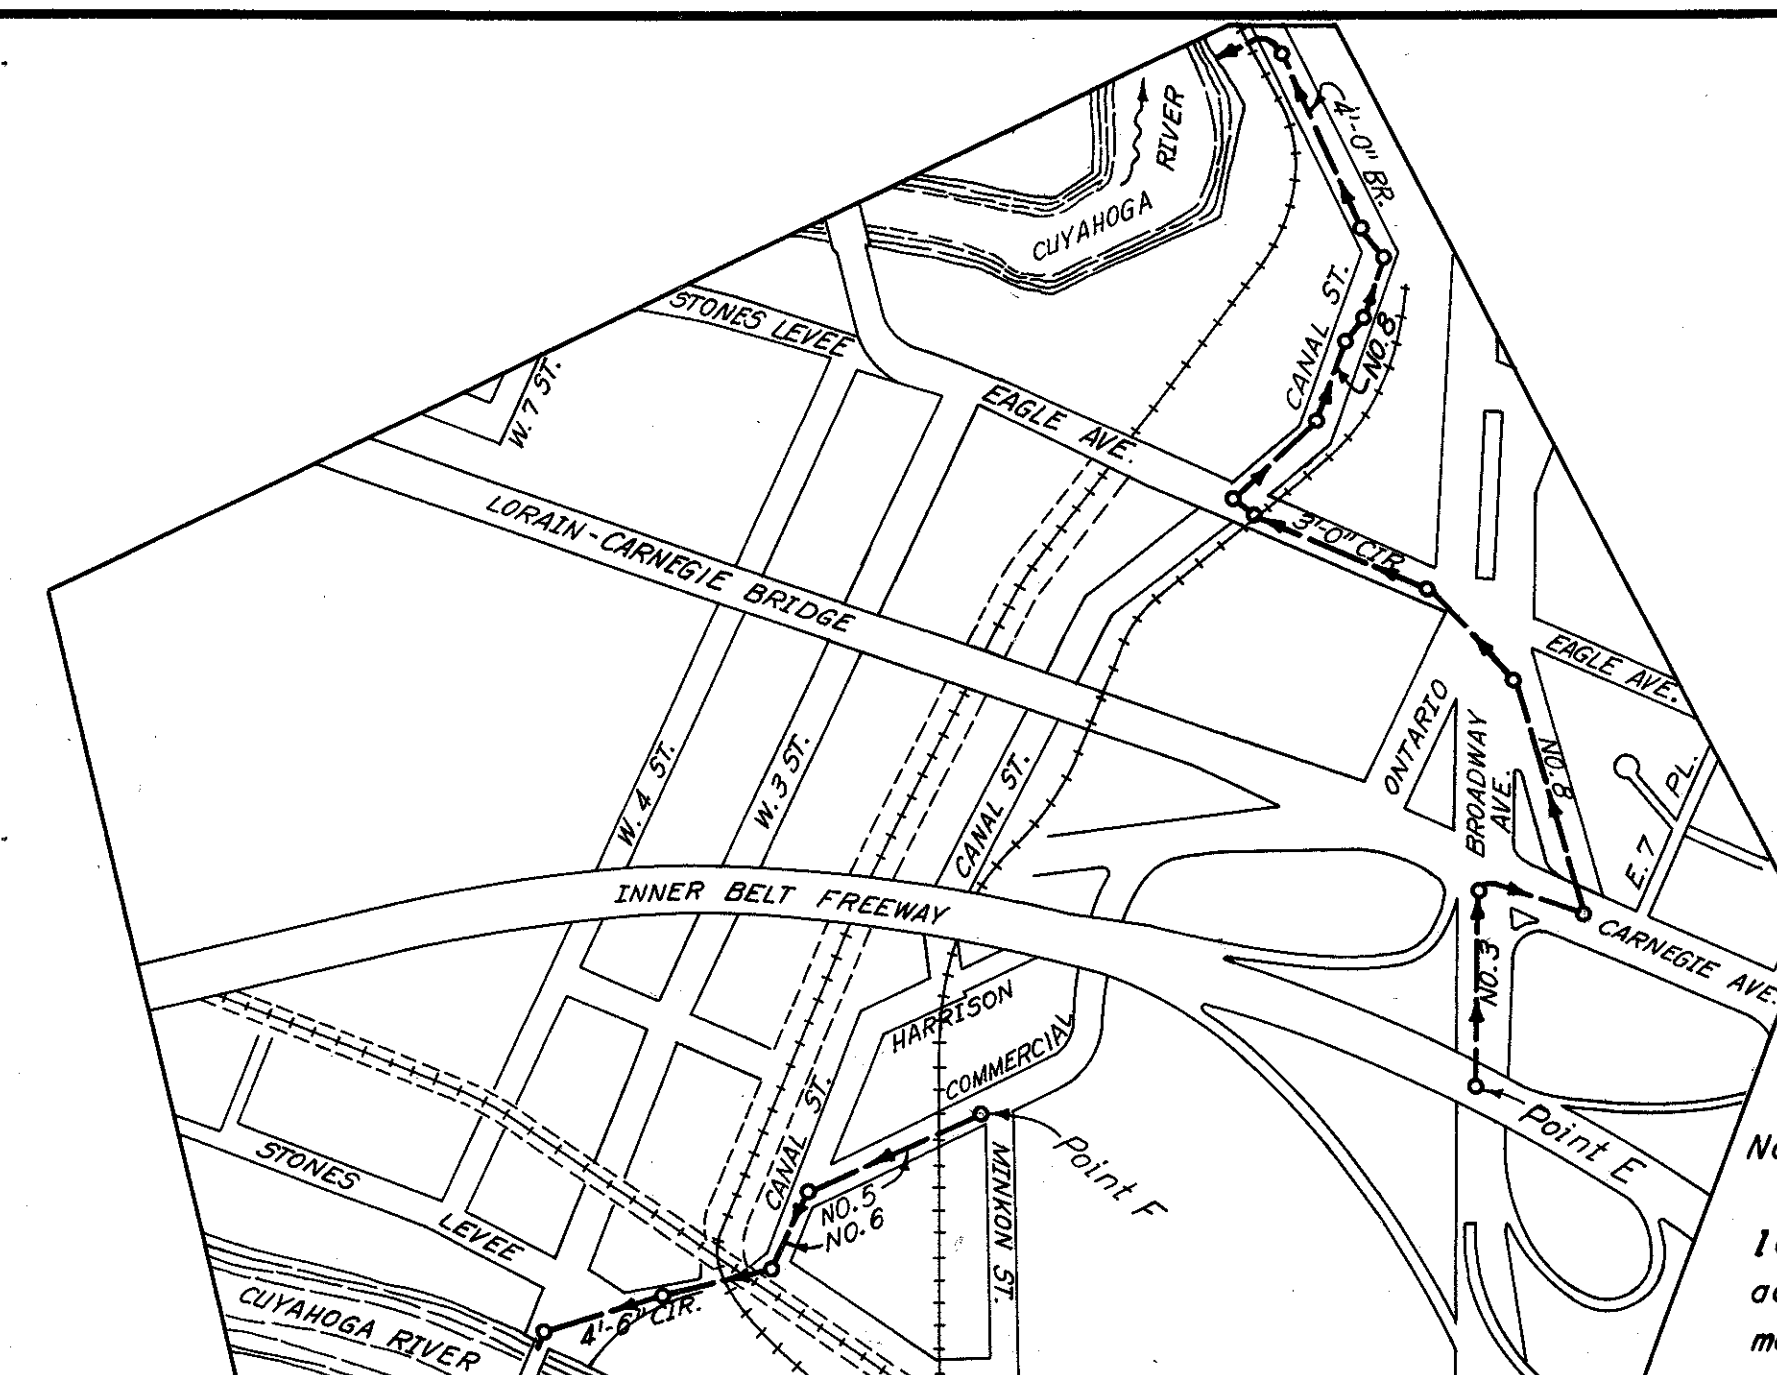 4'-0" BR.
RIVER
CUYAHOGA
STONES LEVEE
CANAL ST.
NO. 8
W. 7 ST.
EAGLE AVE.
3'-0" CIR.
LORAIN-CARNEGIE BRIDGE
EAGLE AVE.
ONTARIO
BROADWAY
AVE.
NO. 8
PL.
E. 7
W. 4 ST.
W. 3 ST.
CANAL ST.
INNER BELT FREEWAY
CARNEGIE AVE.
NO. 3
HARRISON
COMMERCIAL
CANAL ST.
Point E
Point F
MINKON ST.
NO. 5
NO. 6
STONES
LEVEE
4'-6" CIR.
CUYAHOGA RIVER